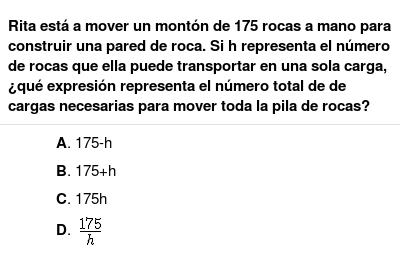 Rita está a mover un montón de 175 rocas a mano para
construir una pared de roca. Si h representa el número
de rocas que ella puede transportar en una sola carga,
¿qué expresión representa el número total de de
cargas necesarias para mover toda la pila de rocas?
A. 175-h
B. 175+h
C. 175h
D. 175/h